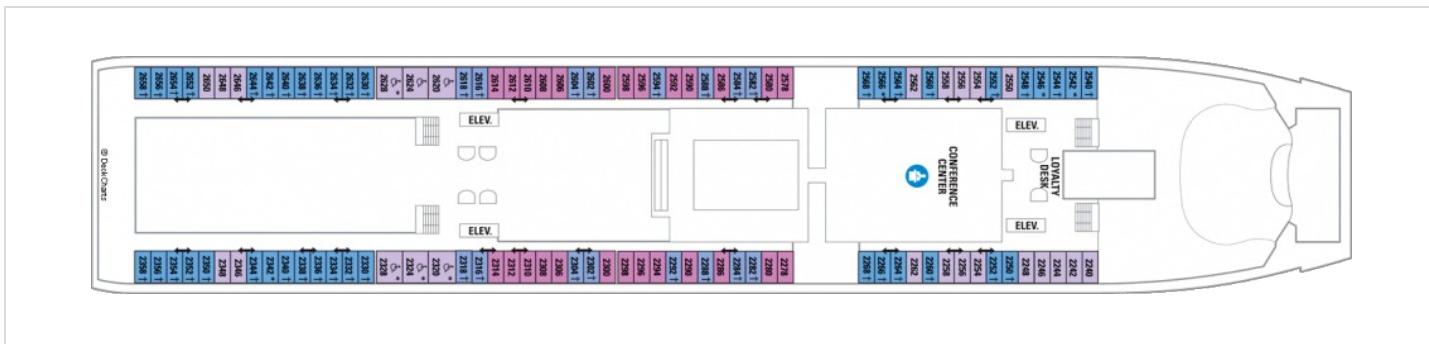 2658 2656 2654 2652 2650 2648 2646 2644 2642 2640 2638 2636 2634 2632 2630 2628 2624 2620 2618 2616 2614 2612 2610 2608 2606 2604 2602 2600 2598 2596 2594 2592 2590 2588 2586 2584 2582 2580 2578 2568 2566 2564 2562 2560 2558 2556 2554 2552 2550 2548 2546 2544 2542 2540
ELEV.
ELEV.
© DeckCharts
CONFERENCE
CENTER
LOYALTY
DESK
ELEV.
ELEV.
2358 2356 2354 2352 2350 2348 2346 2344 2342 2340 2338 2336 2334 2332 2330 2328 2324 2320 2318 2316 2314 2312 2310 2308 2306 2304 2302 2300 2298 2296 2294 2292 2290 2288 2286 2284 2282 2280 2278 2268 2266 2264 2262 2260 2258 2256 2254 2252 2250 2248 2246 2244 2242 2240